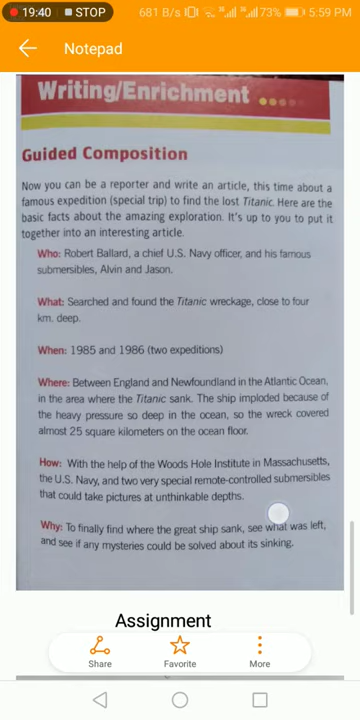 19:40 STOP 681 B/s 73% 5:59 PM
Notepad
Writing/Enrichment
Guided Composition
Now you can be a reporter and write an article, this time about a
famous expedition (special trip) to find the lost Titanic. Here are the
basic facts about the amazing exploration. It's up to you to put it
together into an interesting article.
Who: Robert Ballard, a chief U.S. Navy officer, and his famous
submersibles, Alvin and Jason.
What: Searched and found the Titanic wreckage, close to four
km. deep.
When: 1985 and 1986 (two expeditions)
Where: Between England and Newfoundland in the Atlantic Ocean,
in the area where the Titanic sank. The ship imploded because of
the heavy pressure so deep in the ocean, so the wreck covered
almost 25 square kilometers on the ocean floor.
How: With the help of the Woods Hole Institute in Massachusetts,
the U.S. Navy, and two very special remote-controlled submersibles
that could take pictures at unthinkable depths.
Why: To finally find where the great ship sank, see what was left,
and see if any mysteries could be solved about its sinking.
Assignment
Share Favorite More